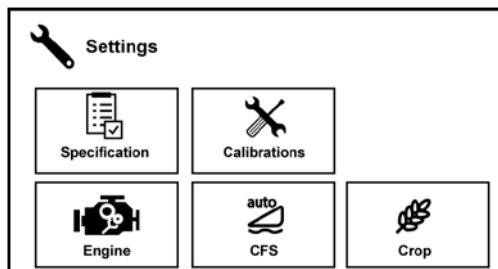 Settings
Specification
Calibrations
auto
Engine
CFS
Crop